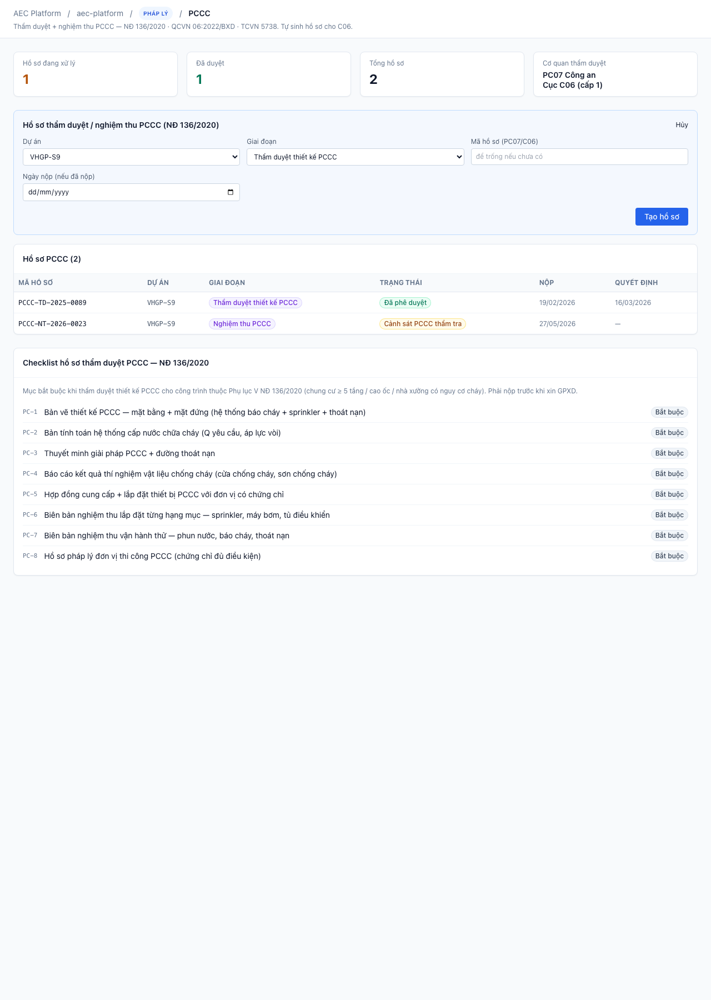 AEC Platform / aec-platform / PHÁP LÝ / PCCC
Thẩm duyệt + nghiệm thu PCCC — NĐ 136/2020 · QCVN 06:2022/BXD · TCVN 5738. Tự sinh hồ sơ cho C06.
Hồ sơ đang xử lý
1
Đã duyệt
1
Tổng hồ sơ
2
Cơ quan thẩm duyệt
PC07 Công an
Cục C06 (cấp 1)
Hồ sơ thẩm duyệt / nghiệm thu PCCC (NĐ 136/2020)
Hủy
Dự án
VHGP-S9
Giai đoạn
Thẩm duyệt thiết kế PCCC
Mã hồ sơ (PC07/C06)
để trống nếu chưa có
Ngày nộp (nếu đã nộp)
dd/mm/yyyy
Tạo hồ sơ
Hồ sơ PCCC (2)
MÃ HỒ SƠ DỰ ÁN GIAI ĐOẠN TRẠNG THÁI NỘP QUYẾT ĐỊNH
PCCC-TD-2025-0089 VHGP-S9 Thẩm duyệt thiết kế PCCC Đã phê duyệt 19/02/2026 16/03/2026
PCCC-NT-2026-0023 VHGP-S9 Nghiệm thu PCCC Cảnh sát PCCC thẩm tra 27/05/2026 —
Checklist hồ sơ thẩm duyệt PCCC — NĐ 136/2020
Mục bắt buộc khi thẩm duyệt thiết kế PCCC cho công trình thuộc Phụ lục V NĐ 136/2020 (chung cư ≥ 5 tầng / cao ốc / nhà xưởng có nguy cơ cháy). Phải nộp trước khi xin GPXD.
PC-1 Bản vẽ thiết kế PCCC — mặt bằng + mặt đứng (hệ thống báo cháy + sprinkler + thoát nạn) Bắt buộc
PC-2 Bản tính toán hệ thống cấp nước chữa cháy (Q yêu cầu, áp lực vòi) Bắt buộc
PC-3 Thuyết minh giải pháp PCCC + đường thoát nạn Bắt buộc
PC-4 Báo cáo kết quả thí nghiệm vật liệu chống cháy (cửa chống cháy, sơn chống cháy) Bắt buộc
PC-5 Hợp đồng cung cấp + lắp đặt thiết bị PCCC với đơn vị có chứng chỉ Bắt buộc
PC-6 Biên bản nghiệm thu lắp đặt từng hạng mục — sprinkler, máy bơm, tủ điều khiển Bắt buộc
PC-7 Biên bản nghiệm thu vận hành thử — phun nước, báo cháy, thoát nạn Bắt buộc
PC-8 Hồ sơ pháp lý đơn vị thi công PCCC (chứng chỉ đủ điều kiện) Bắt buộc